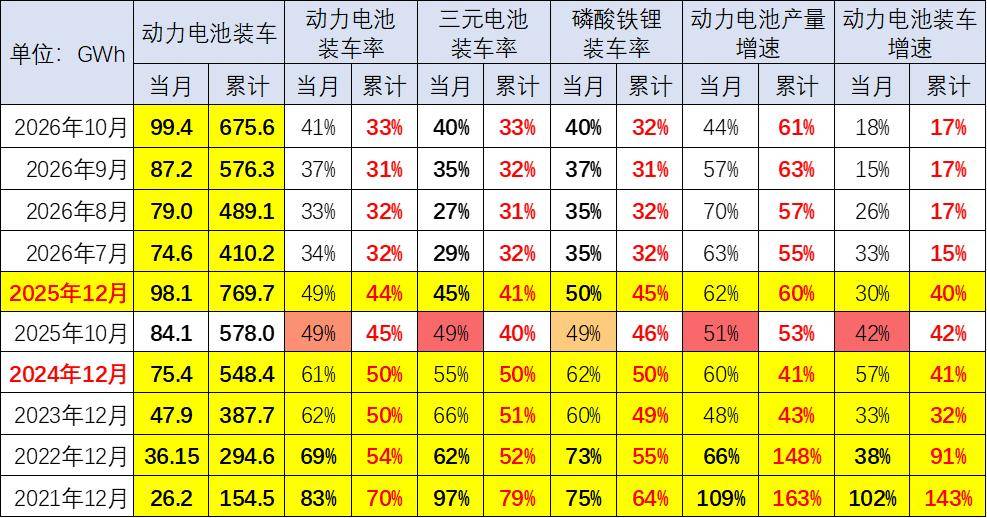 单位：GWh 动力电池装车 动力电池装车率 三元电池装车率 磷酸铁锂装车率 动力电池产量增速 动力电池装车增速
当月 累计 当月 累计 当月 累计 当月 累计 当月 累计 当月 累计
2026年10月 99.4 675.6 41% 33% 40% 33% 40% 32% 44% 61% 18% 17%
2026年9月 87.2 576.3 37% 31% 35% 32% 37% 31% 57% 63% 15% 17%
2026年8月 79.0 489.1 33% 32% 27% 31% 35% 32% 70% 57% 26% 17%
2026年7月 74.6 410.2 34% 32% 29% 32% 35% 32% 63% 55% 33% 15%
2025年12月 98.1 769.7 49% 44% 45% 41% 50% 45% 62% 60% 30% 40%
2025年10月 84.1 578.0 49% 45% 49% 40% 49% 46% 51% 53% 42% 42%
2024年12月 75.4 548.4 61% 50% 55% 50% 62% 50% 60% 41% 57% 41%
2023年12月 47.9 387.7 62% 50% 66% 51% 60% 49% 48% 43% 33% 32%
2022年12月 36.15 294.6 69% 54% 62% 52% 73% 55% 66% 148% 38% 91%
2021年12月 26.2 154.5 83% 70% 97% 79% 75% 64% 109% 163% 102% 143%